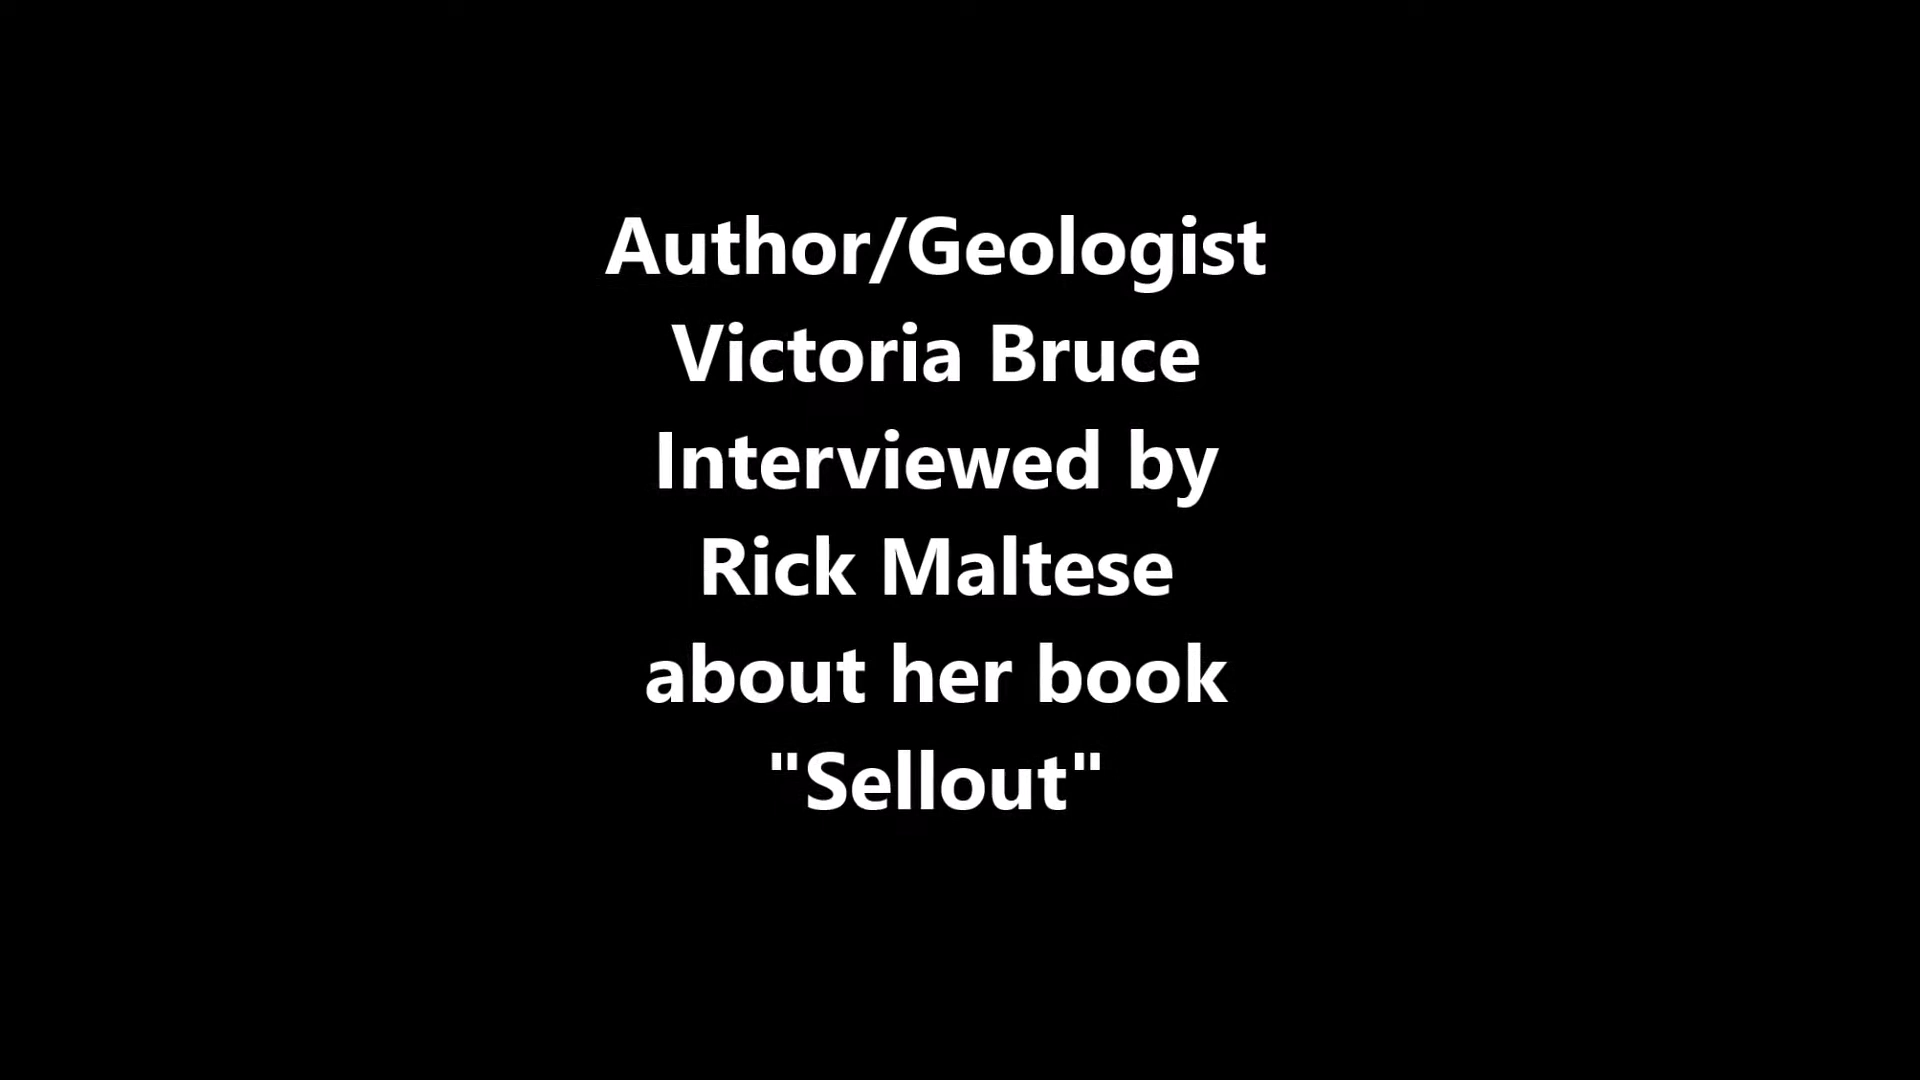 Author/Geologist
Victoria Bruce
Interviewed by
Rick Maltese
about her book
"Sellout"